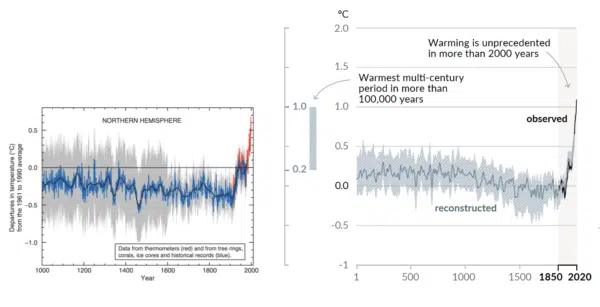 NORTHERN HEMISPHERE
Departures in temperature (°C)
from the 1961 to 1990 average
0.5
0.0
-0.5
-1.0
Data from thermometers (red) and from tree rings,
corals, ice cores and historical records (blue).
1000
1200
1400
1600
1800
2000
Year
°C
2.0
1.5
1.0
0.5
0.0
-0.5
-1
1.0
0.2
Warming is unprecedented
in more than 2000 years
Warmest multi-century
period in more than
100,000 years
observed
reconstructed
1
500
1000
1500
1850
2020